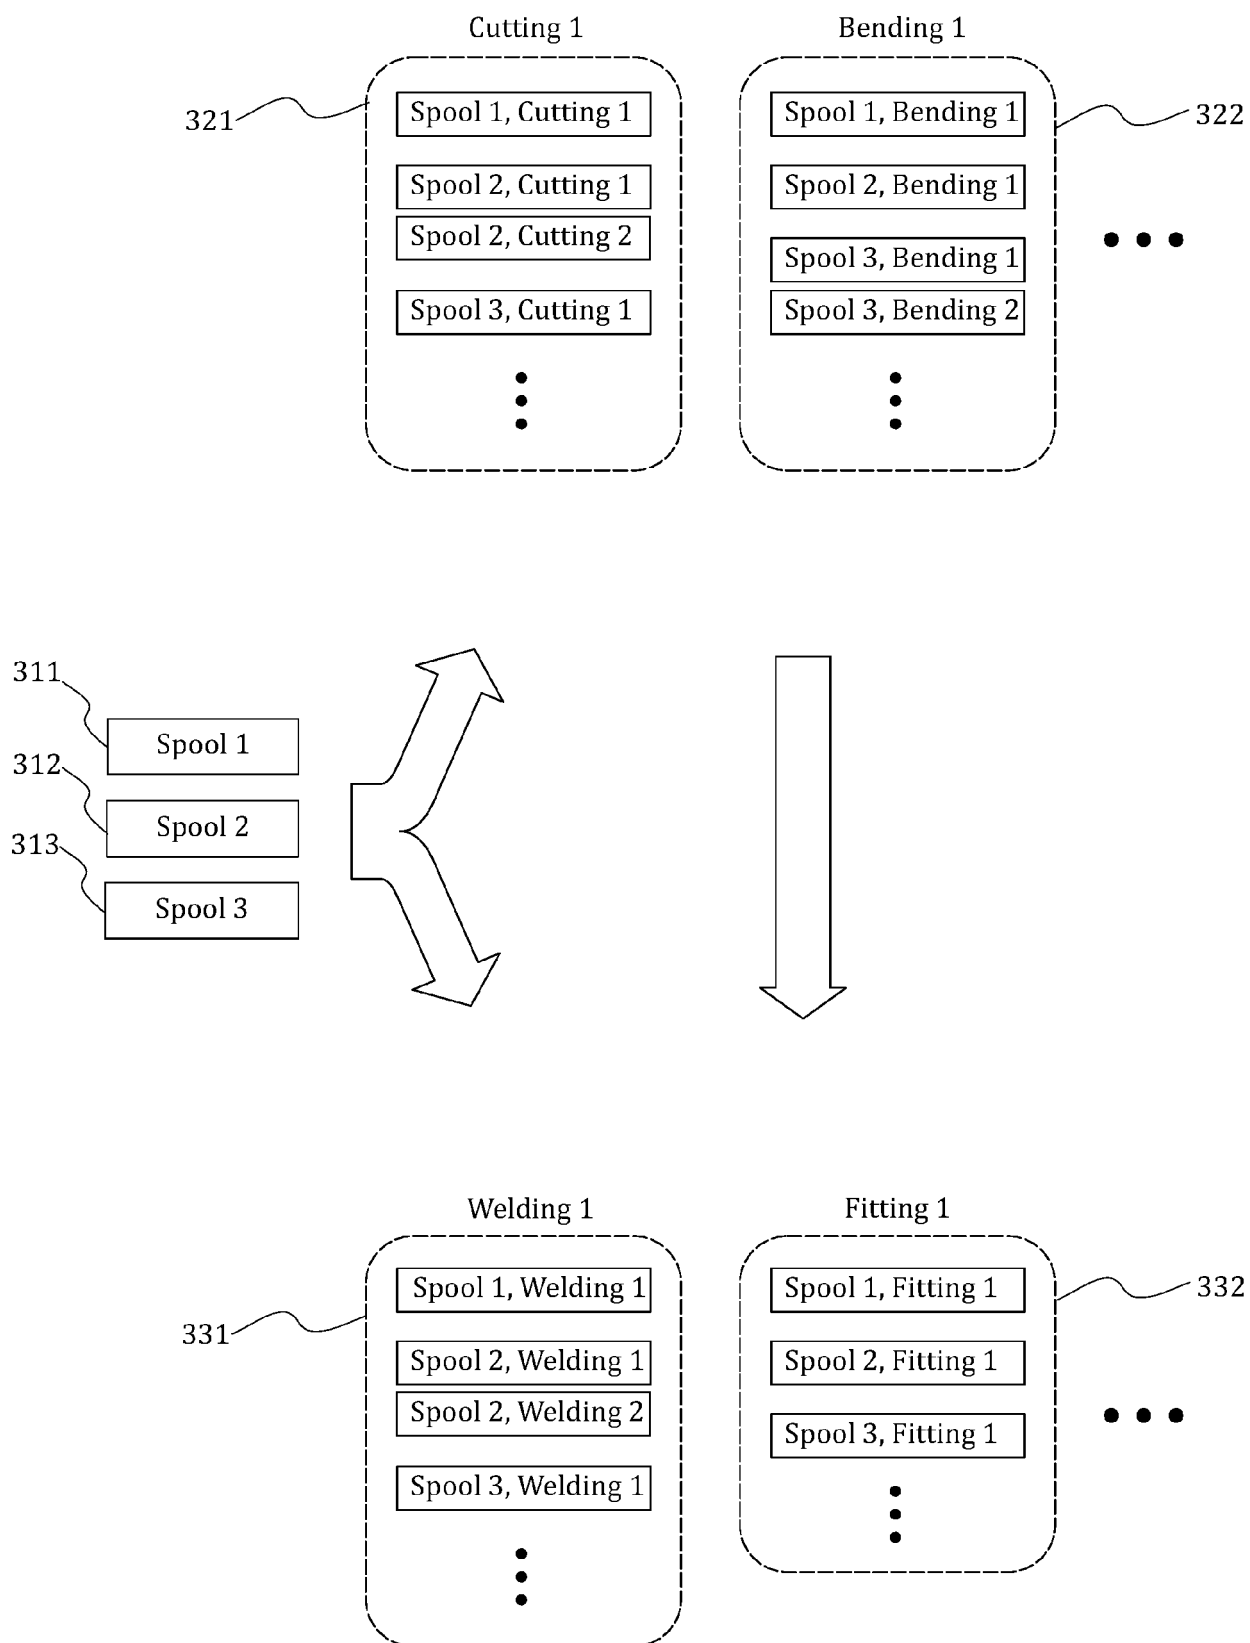 Cutting 1
Bending 1
321
Spool 1, Cutting 1
Spool 2, Cutting 1
Spool 2, Cutting 2
Spool 3, Cutting 1
Spool 1, Bending 1
Spool 2, Bending 1
Spool 3, Bending 1
Spool 3, Bending 2
322
311
Spool 1
312
Spool 2
313
Spool 3
Welding 1
Fitting 1
331
Spool 1, Welding 1
Spool 2, Welding 1
Spool 2, Welding 2
Spool 3, Welding 1
Spool 1, Fitting 1
Spool 2, Fitting 1
Spool 3, Fitting 1
332